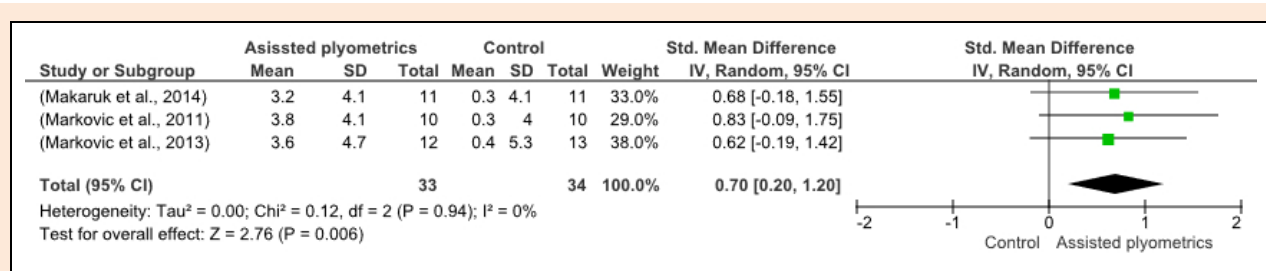 Asissted plyometrics Control Std. Mean Difference Std. Mean Difference
Study or Subgroup Mean SD Total Mean SD Total Weight IV, Random, 95% CI IV, Random, 95% CI
(Makaruk et al., 2014) 3.2 4.1 11 0.3 4.1 11 33.0% 0.68 [-0.18, 1.55]
(Markovic et al., 2011) 3.8 4.1 10 0.3 4 10 29.0% 0.83 [-0.09, 1.75]
(Markovic et al., 2013) 3.6 4.7 12 0.4 5.3 13 38.0% 0.62 [-0.19, 1.42]
Total (95% CI) 33 34 100.0% 0.70 [0.20, 1.20]
Heterogeneity: Tau² = 0.00; Chi² = 0.12, df = 2 (P = 0.94); I² = 0%
Test for overall effect: Z = 2.76 (P = 0.006)
-2 -1 0 1 2
Control Assisted plyometrics